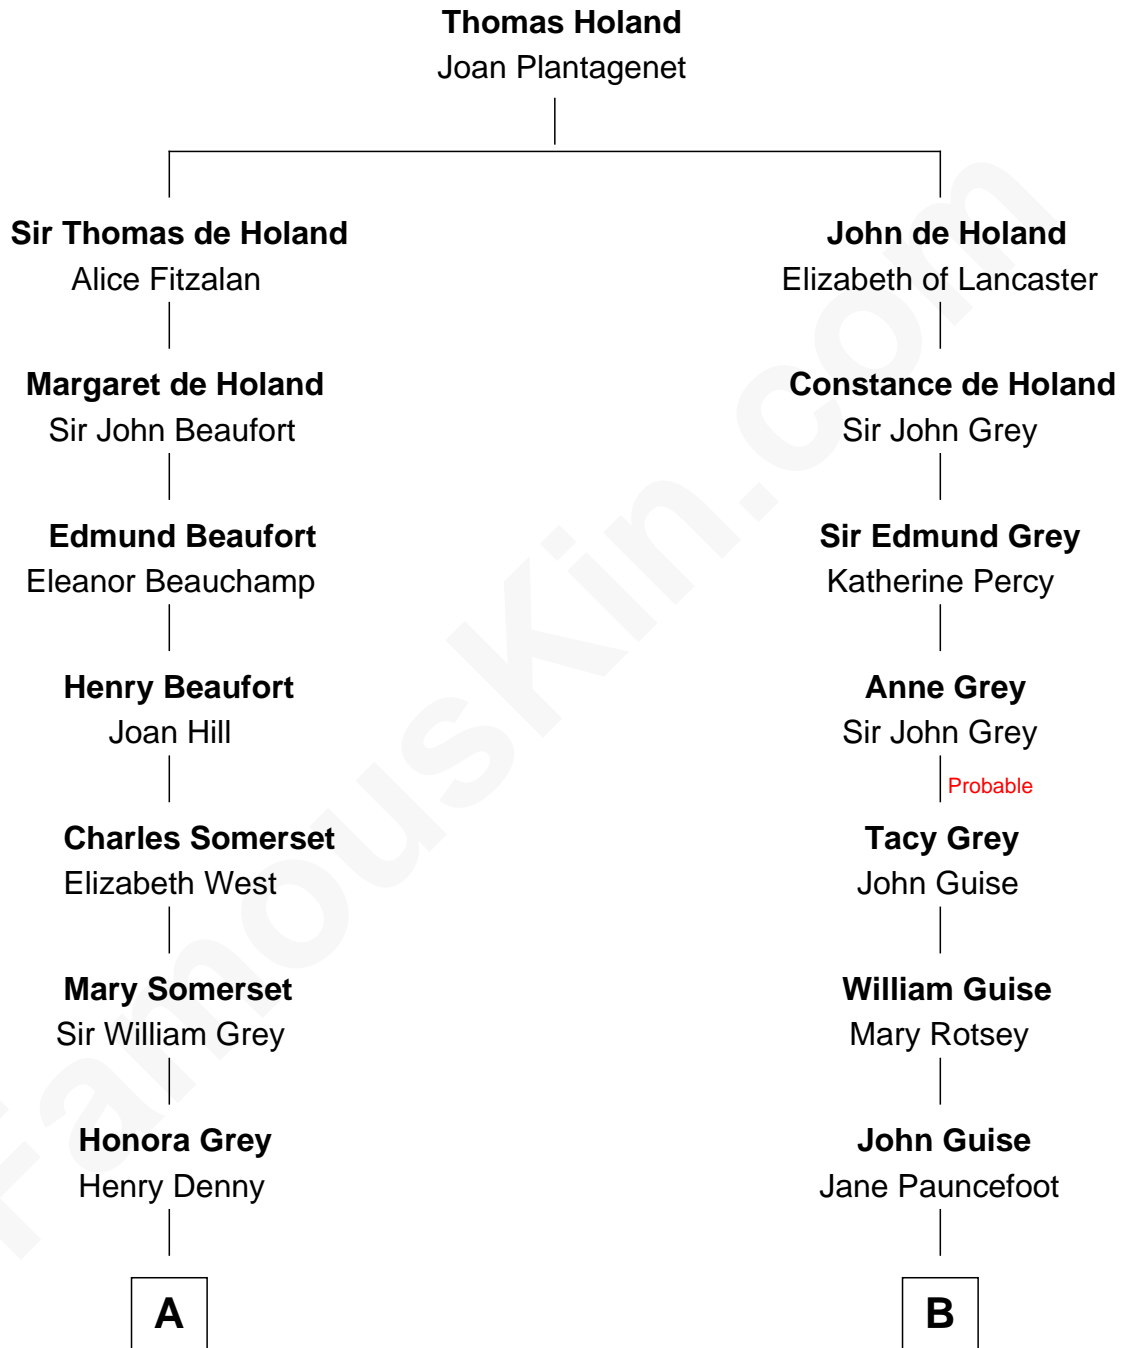 Thomas Holand
Joan Plantagenet
Sir Thomas de Holand
Alice Fitzalan
Margaret de Holand
Sir John Beaufort
Edmund Beaufort
Eleanor Beauchamp
Henry Beaufort
Joan Hill
Charles Somerset
Elizabeth West
Mary Somerset
Sir William Grey
Honora Grey
Henry Denny
A
John de Holand
Elizabeth of Lancaster
Constance de Holand
Sir John Grey
Sir Edmund Grey
Katherine Percy
Anne Grey
Sir John Grey
Probable
Tacy Grey
John Guise
William Guise
Mary Rotsey
John Guise
Jane Pauncefoot
B
FamousKin.com